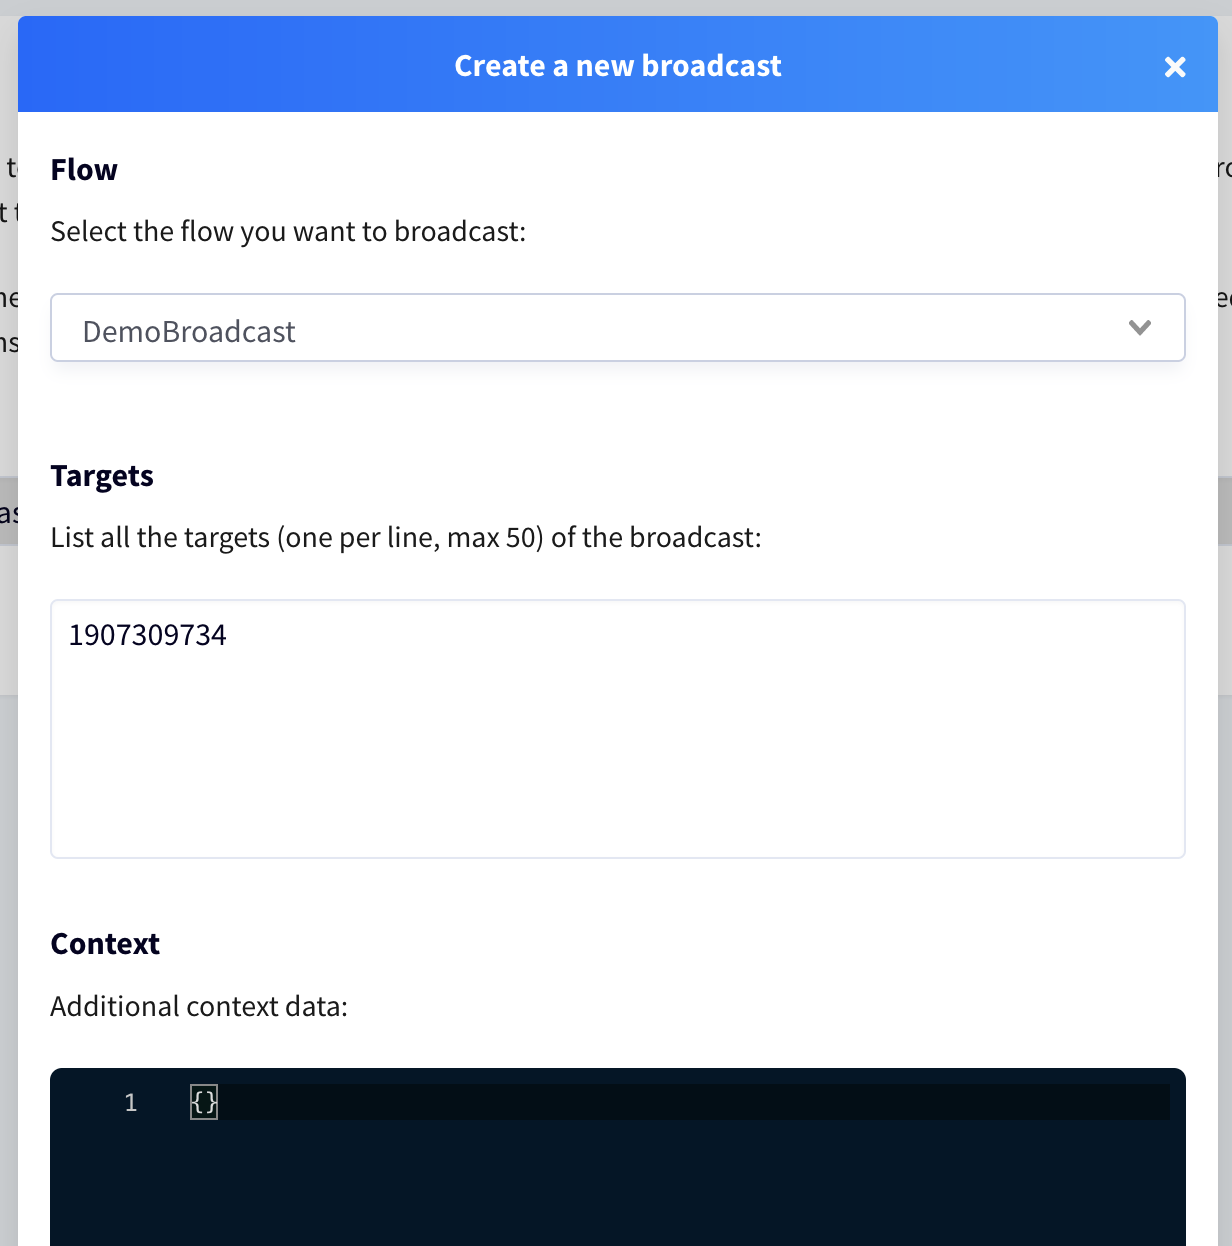 Create a new broadcast
Flow
Select the flow you want to broadcast:
DemoBroadcast
Targets
List all the targets (one per line, max 50) of the broadcast:
1907309734
Context
Additional context data:
1 {}